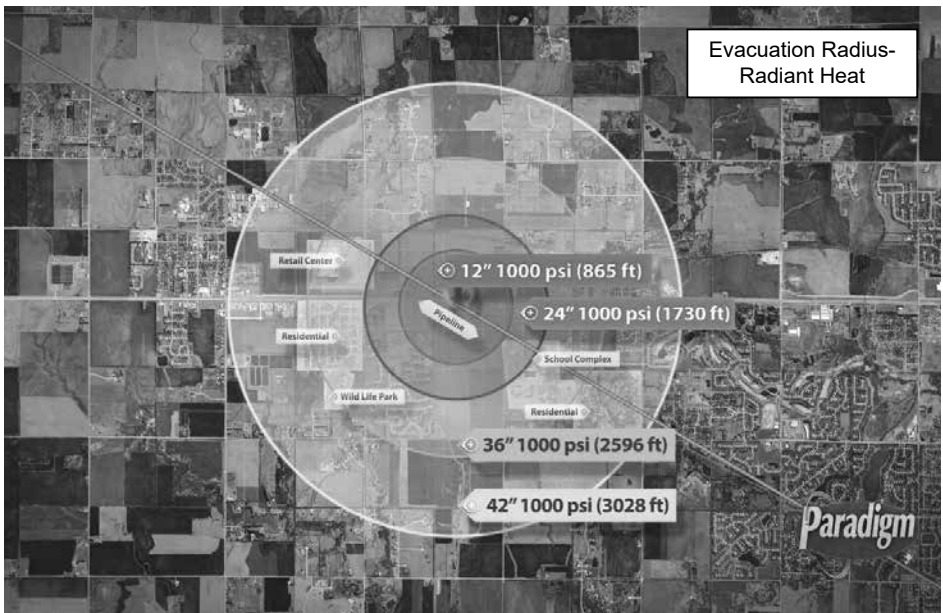 Evacuation Radius-
Radiant Heat
Retail Center
12" 1000 psi (865 ft)
24" 1000 psi (1730 ft)
Pipeline
Residential
School Complex
Wild Life Park
Residential
36" 1000 psi (2596 ft)
42" 1000 psi (3028 ft)
Paradigm